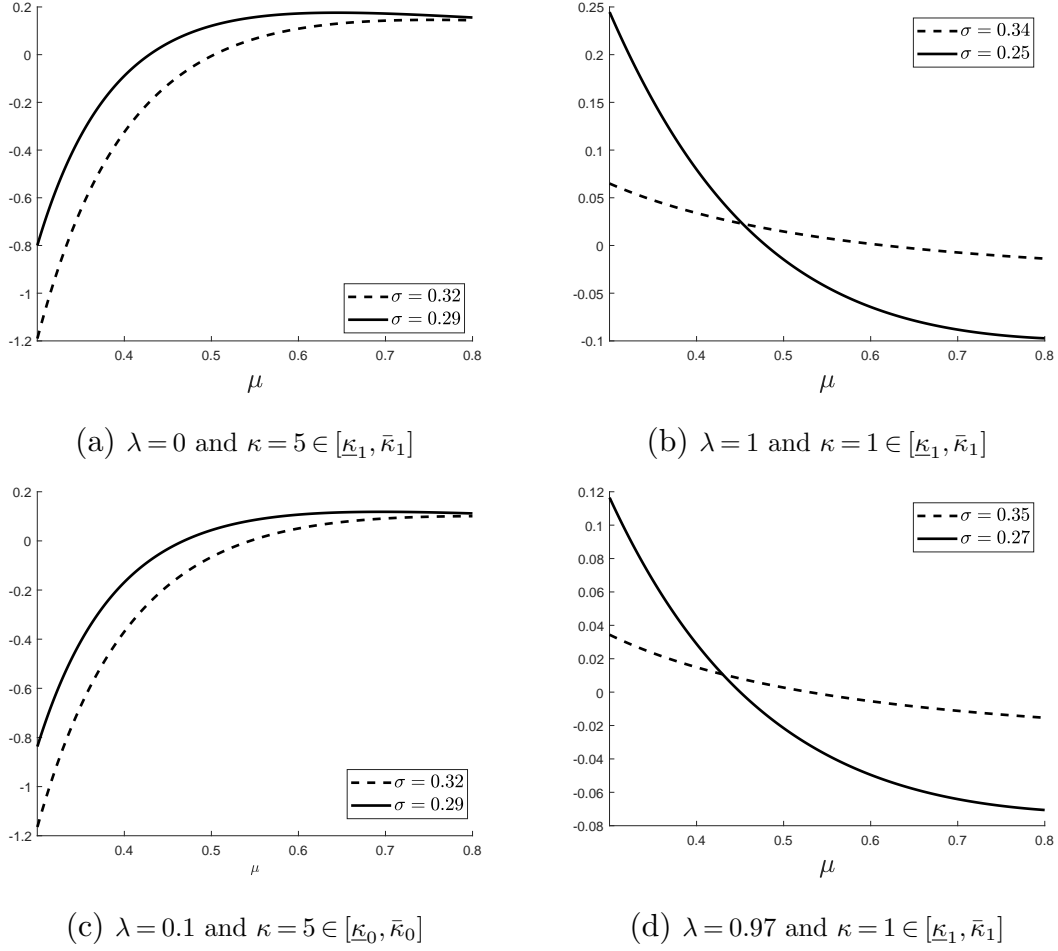 0.2
0
-0.2
-0.4
-0.6
-0.8
-1
-1.2
0.4 0.5 0.6 0.7 0.8
μ
σ = 0.32
σ = 0.29
(a) λ = 0 and κ = 5 ∈ [κ̲₁, κ̄₁]
0.25
0.2
0.15
0.1
0.05
0
-0.05
-0.1
0.4 0.5 0.6 0.7 0.8
μ
σ = 0.34
σ = 0.25
(b) λ = 1 and κ = 1 ∈ [κ̲₁, κ̄₁]
0.2
0
-0.2
-0.4
-0.6
-0.8
-1
-1.2
0.4 0.5 0.6 0.7 0.8
μ
σ = 0.32
σ = 0.29
(c) λ = 0.1 and κ = 5 ∈ [κ̲₀, κ̄₀]
0.12
0.1
0.08
0.06
0.04
0.02
0
-0.02
-0.04
-0.06
-0.08
0.4 0.5 0.6 0.7 0.8
μ
σ = 0.35
σ = 0.27
(d) λ = 0.97 and κ = 1 ∈ [κ̲₁, κ̄₁]